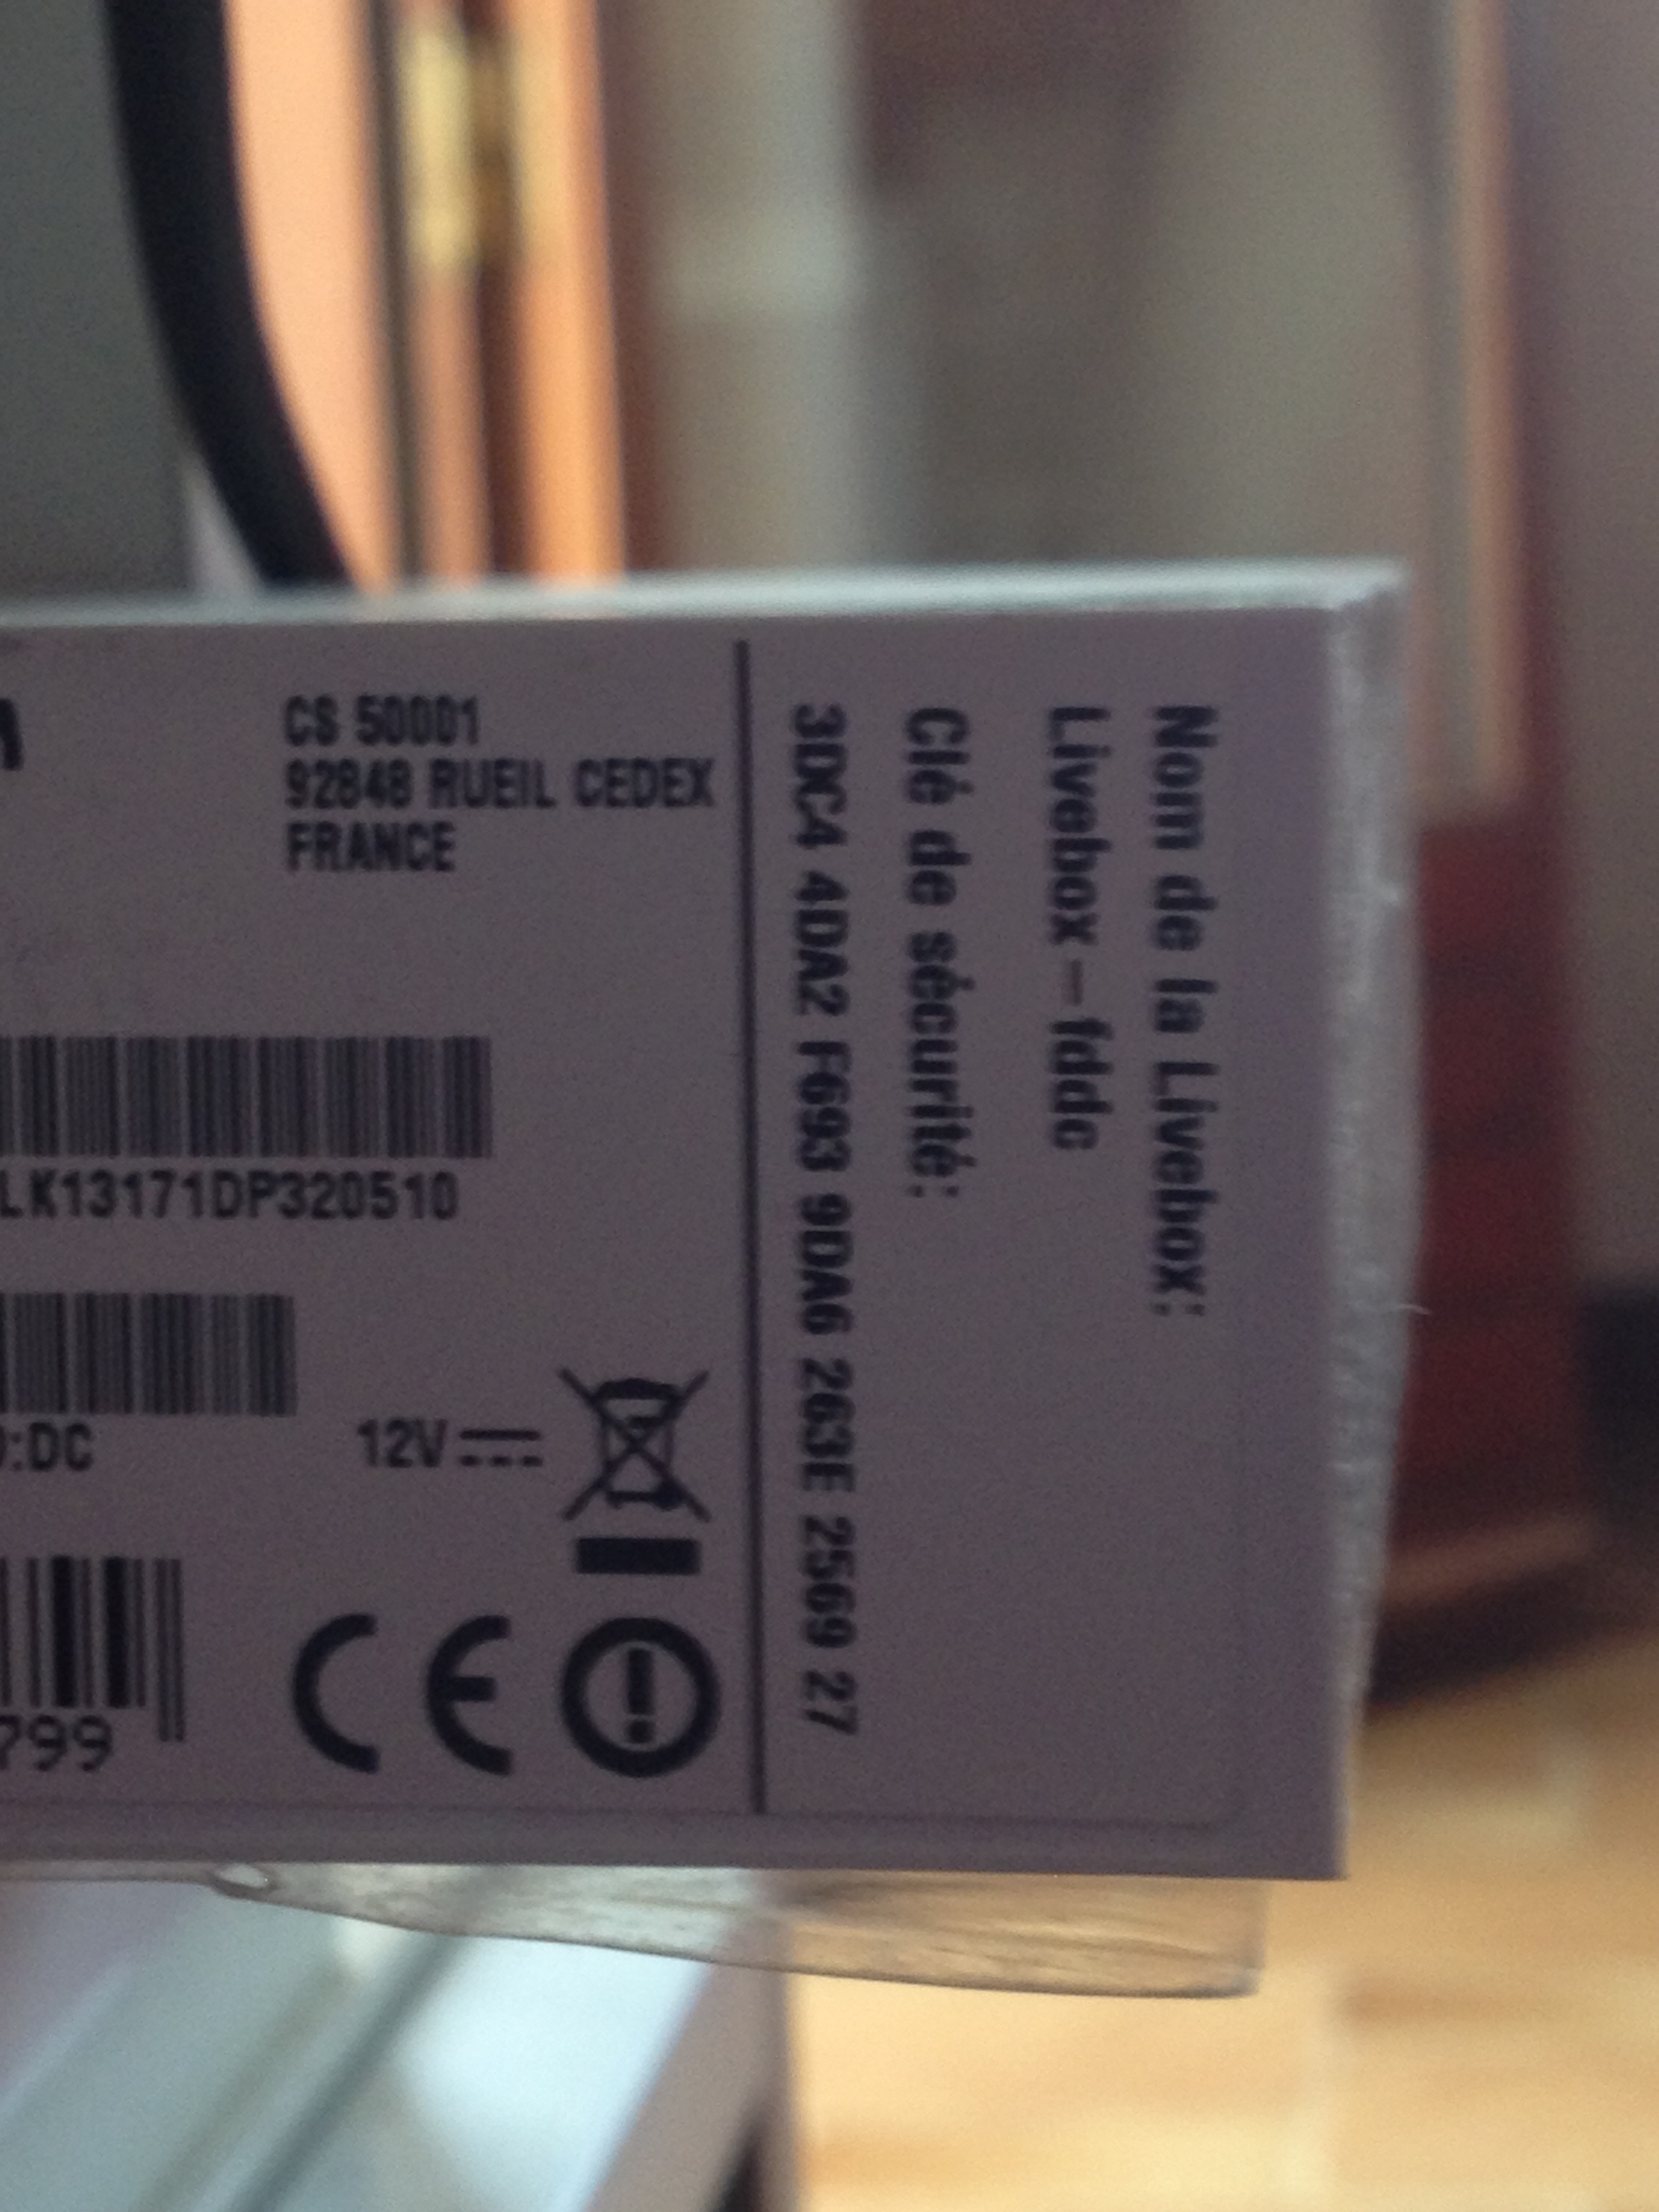 CS 50001
92848 RUEIL CEDEX
FRANCE
LK13171DP320510
:DC
12V
799
CE
Nom de la Livebox:
Livebox-fddc
Clé de sécurité:
3DC4 4DA2 F693 9DA6 263E 2569 27